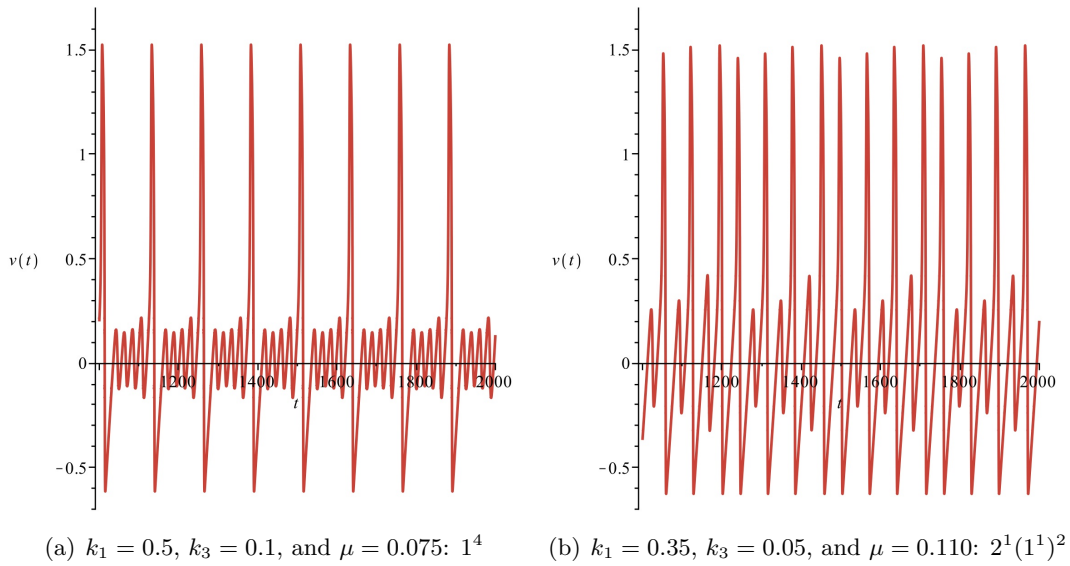 1.5
1
v(t)
0.5
0
1200 1400 1600 1800 2000
t
−0.5
1.5
1
v(t)
0.5
0
1200 1400 1600 1800 2000
t
−0.5
(a) k₁ = 0.5, k₃ = 0.1, and μ = 0.075: 1⁴
(b) k₁ = 0.35, k₃ = 0.05, and μ = 0.110: 2¹(1¹)²